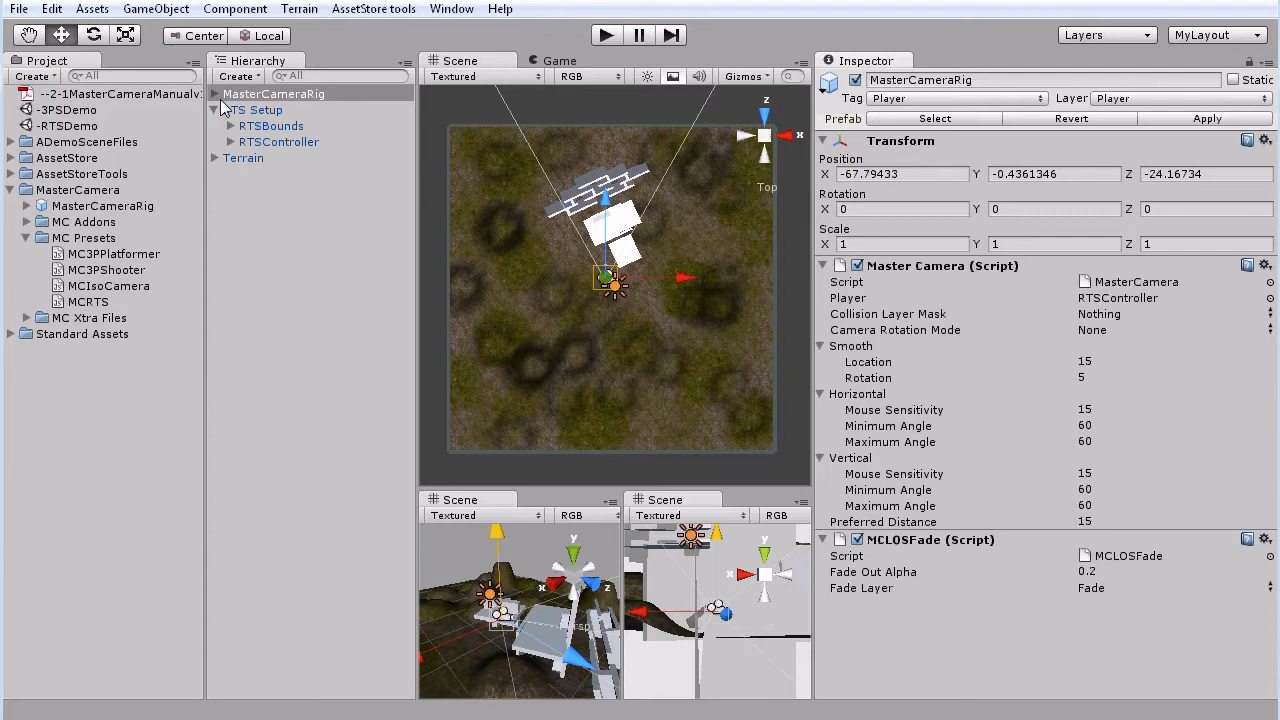 File Edit Assets GameObject Component Terrain AssetStore tools Window Help
Center Local Layers MyLayout
Project
Create All
--2-1MasterCameraManualv
-3PSDemo
-RTSDemo
ADemoSceneFiles
AssetStore
AssetStoreTools
MasterCamera
MasterCameraRig
MC Addons
MC Presets
MC3PPlatformer
MC3PShooter
MCIsoCamera
MCRTS
MC Xtra Files
Standard Assets
Hierarchy
Create All
MasterCameraRig
TS Setup
RTSBounds
RTSController
Terrain
Scene Game
Textured RGB Gizmos
z
x
Top
Scene
Textured RGB
y
x
z
Scene
Textured RGB
y
x
Inspector
MasterCameraRig Static
Tag Player Layer Player
Prefab Select Revert Apply
Transform
Position
X -67.79433 Y -0.4361346 Z -24.16734
Rotation
X 0 Y 0 Z 0
Scale
X 1 Y 1 Z 1
Master Camera (Script)
Script MasterCamera
Player RTSController
Collision Layer Mask Nothing
Camera Rotation Mode None
Smooth
Location 15
Rotation 5
Horizontal
Mouse Sensitivity 15
Minimum Angle 60
Maximum Angle 60
Vertical
Mouse Sensitivity 15
Minimum Angle 60
Maximum Angle 60
Preferred Distance 15
MCLOSFade (Script)
Script MCLOSFade
Fade Out Alpha 0.2
Fade Layer Fade